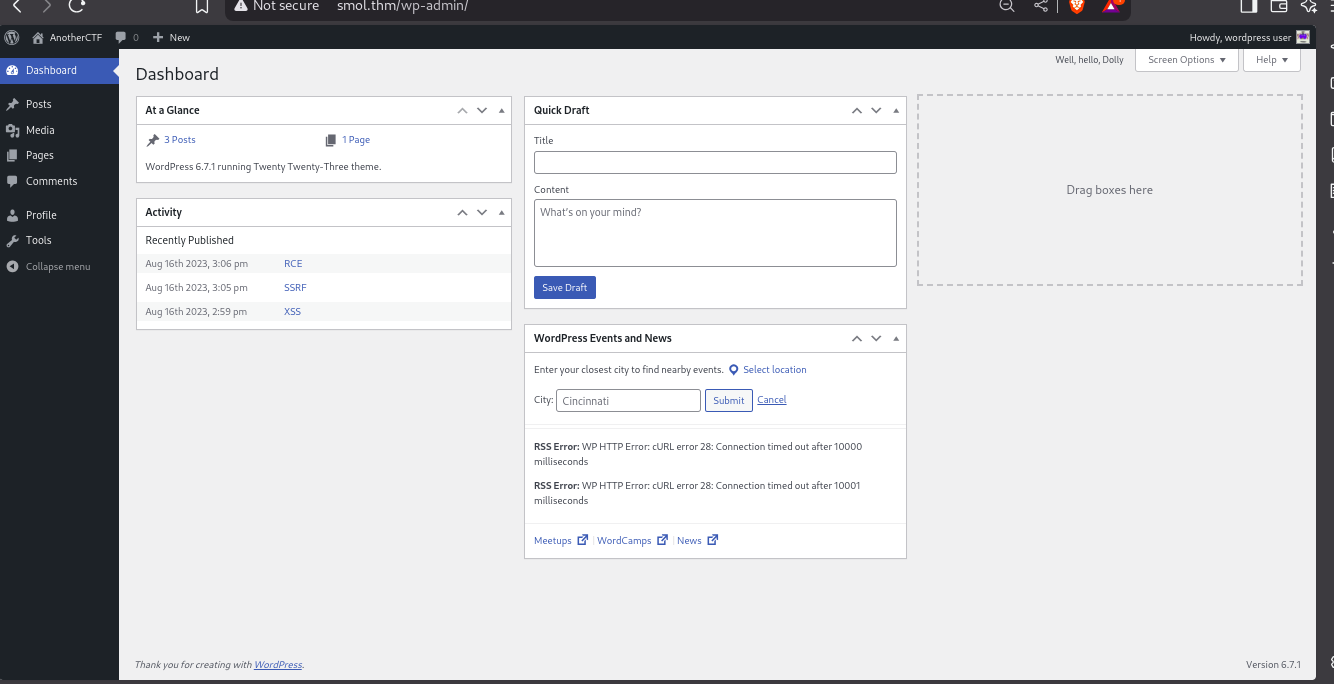 Not secure smol.thm/wp-admin/
AnotherCTF 0 New Howdy, wordpress user
Well, hello, Dolly Screen Options ▼ Help ▼
Dashboard
Posts
Media
Pages
Comments
Profile
Tools
Collapse menu
Dashboard
At a Glance
3 Posts 1 Page
WordPress 6.7.1 running Twenty Twenty-Three theme.
Activity
Recently Published
Aug 16th 2023, 3:06 pm RCE
Aug 16th 2023, 3:05 pm SSRF
Aug 16th 2023, 2:59 pm XSS
Quick Draft
Title
Content
What's on your mind?
Save Draft
WordPress Events and News
Enter your closest city to find nearby events. Select location
City: Cincinnati Submit Cancel
RSS Error: WP HTTP Error: cURL error 28: Connection timed out after 10000
milliseconds
RSS Error: WP HTTP Error: cURL error 28: Connection timed out after 10001
milliseconds
Meetups | WordCamps | News
Drag boxes here
Thank you for creating with WordPress. Version 6.7.1